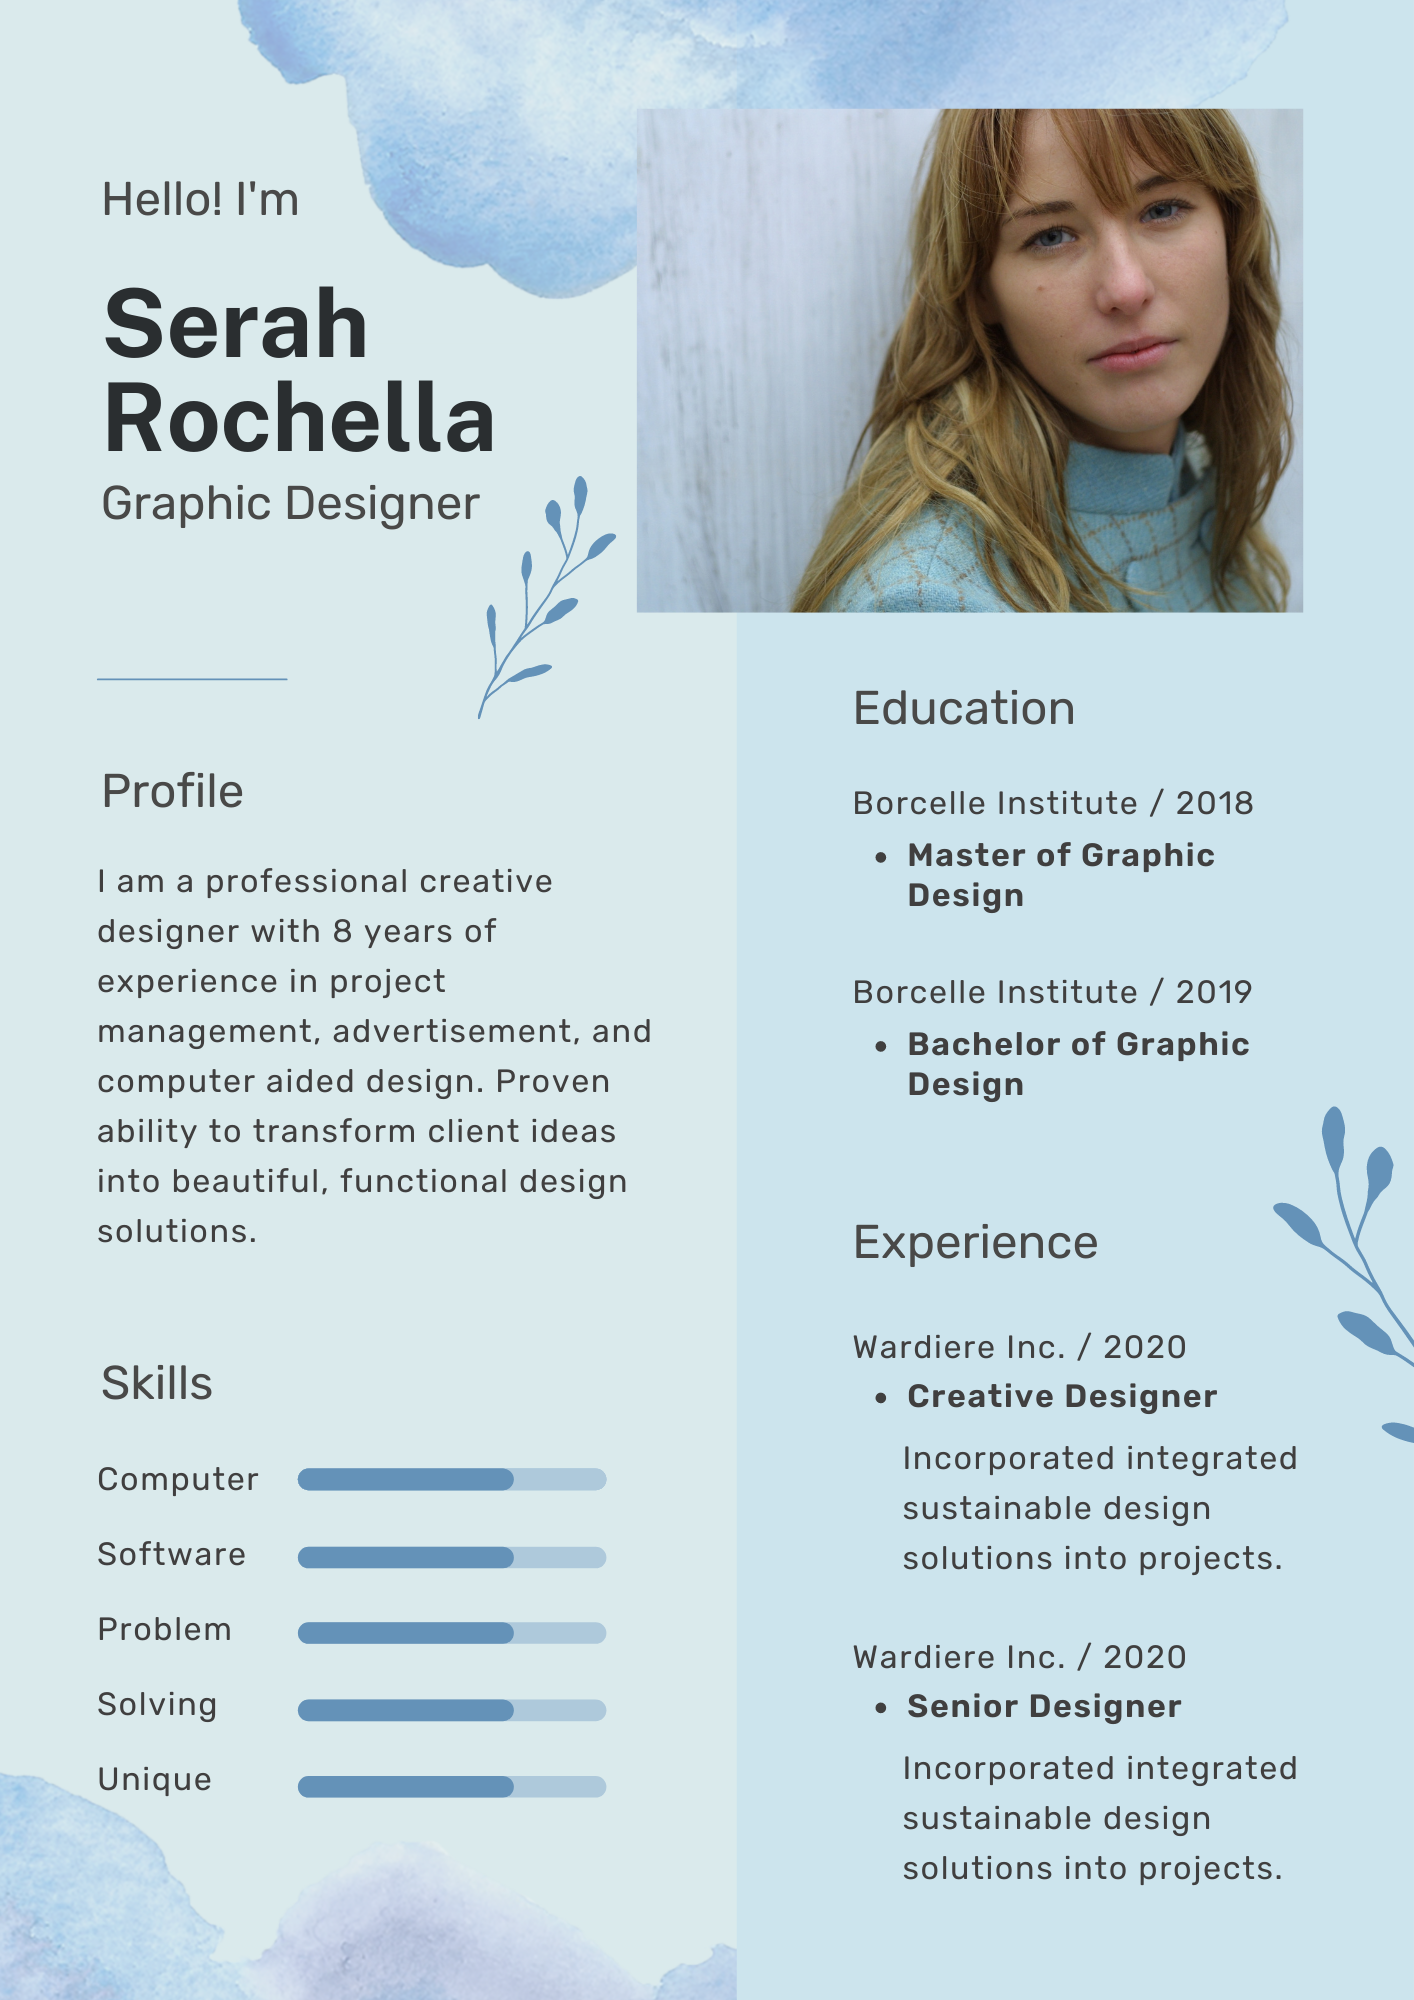 Hello! I'm
Serah
Rochella
Graphic Designer
Profile
I am a professional creative
designer with 8 years of
experience in project
management, advertisement, and
computer aided design. Proven
ability to transform client ideas
into beautiful, functional design
solutions.
Skills
Computer
Software
Problem
Solving
Unique
Education
Borcelle Institute / 2018
• Master of Graphic
Design
Borcelle Institute / 2019
• Bachelor of Graphic
Design
Experience
Wardiere Inc. / 2020
• Creative Designer
Incorporated integrated
sustainable design
solutions into projects.
Wardiere Inc. / 2020
• Senior Designer
Incorporated integrated
sustainable design
solutions into projects.